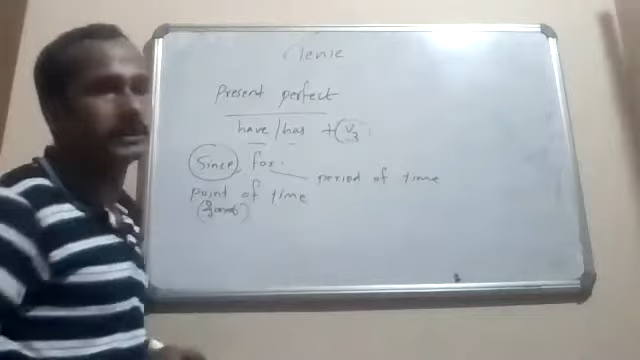 Present perfect
have/has + V3
Since, for.
period of time
point of time